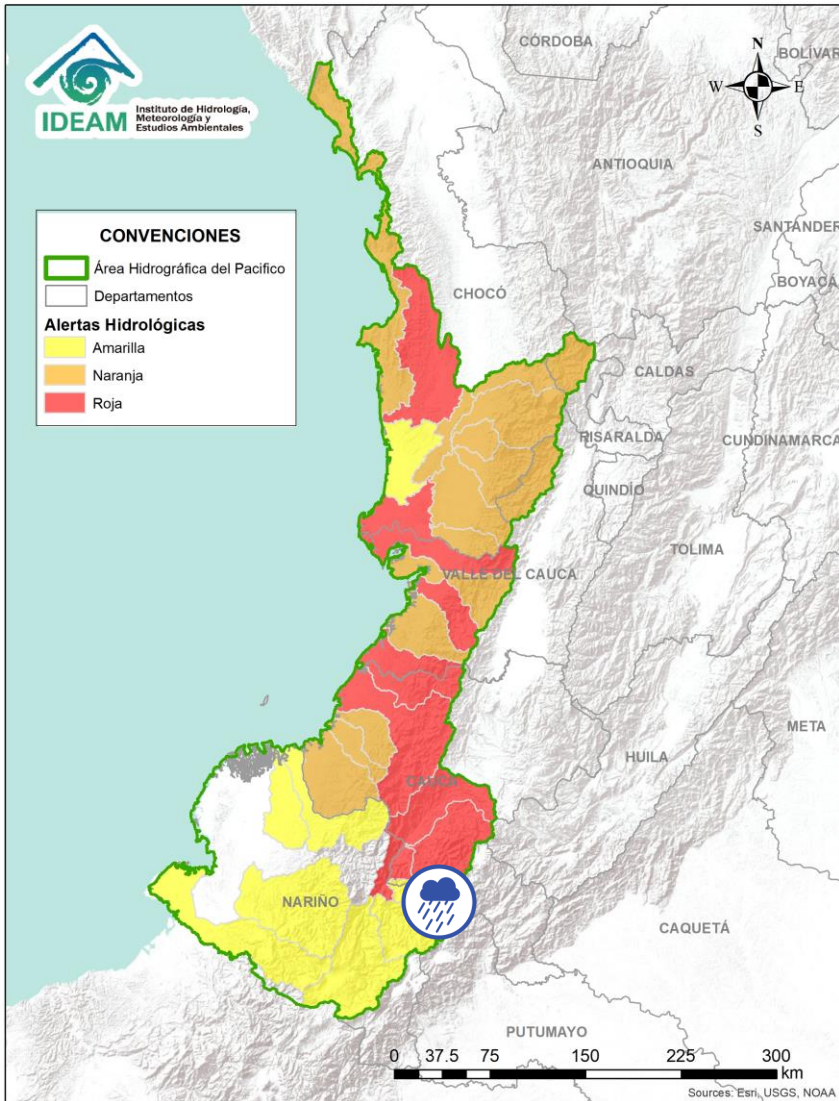 IDEAM
Instituto de Hidrología,
Meteorología y
Estudios Ambientales
CÓRDOBA
BOLÍVAR
N
W
E
S
ANTIOQUIA
CONVENCIONES
Área Hidrográfica del Pacifico
Departamentos
Alertas Hidrológicas
Amarilla
Naranja
Roja
SANTANDER
BOYACÁ
CHOCÓ
CALDAS
RISARALDA
CUNDINAMARCA
QUINDÍO
TOLIMA
VALLE DEL CAUCA
META
HUILA
CAUCA
NARIÑO
CAQUETÁ
PUTUMAYO
0 37.5 75 150 225 300
km
Sources: Esri, USGS, NOAA